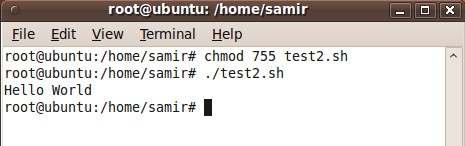 root@ubuntu: /home/samir
File Edit View Terminal Help
root@ubuntu:/home/samir# chmod 755 test2.sh
root@ubuntu:/home/samir# ./test2.sh
Hello World
root@ubuntu:/home/samir#